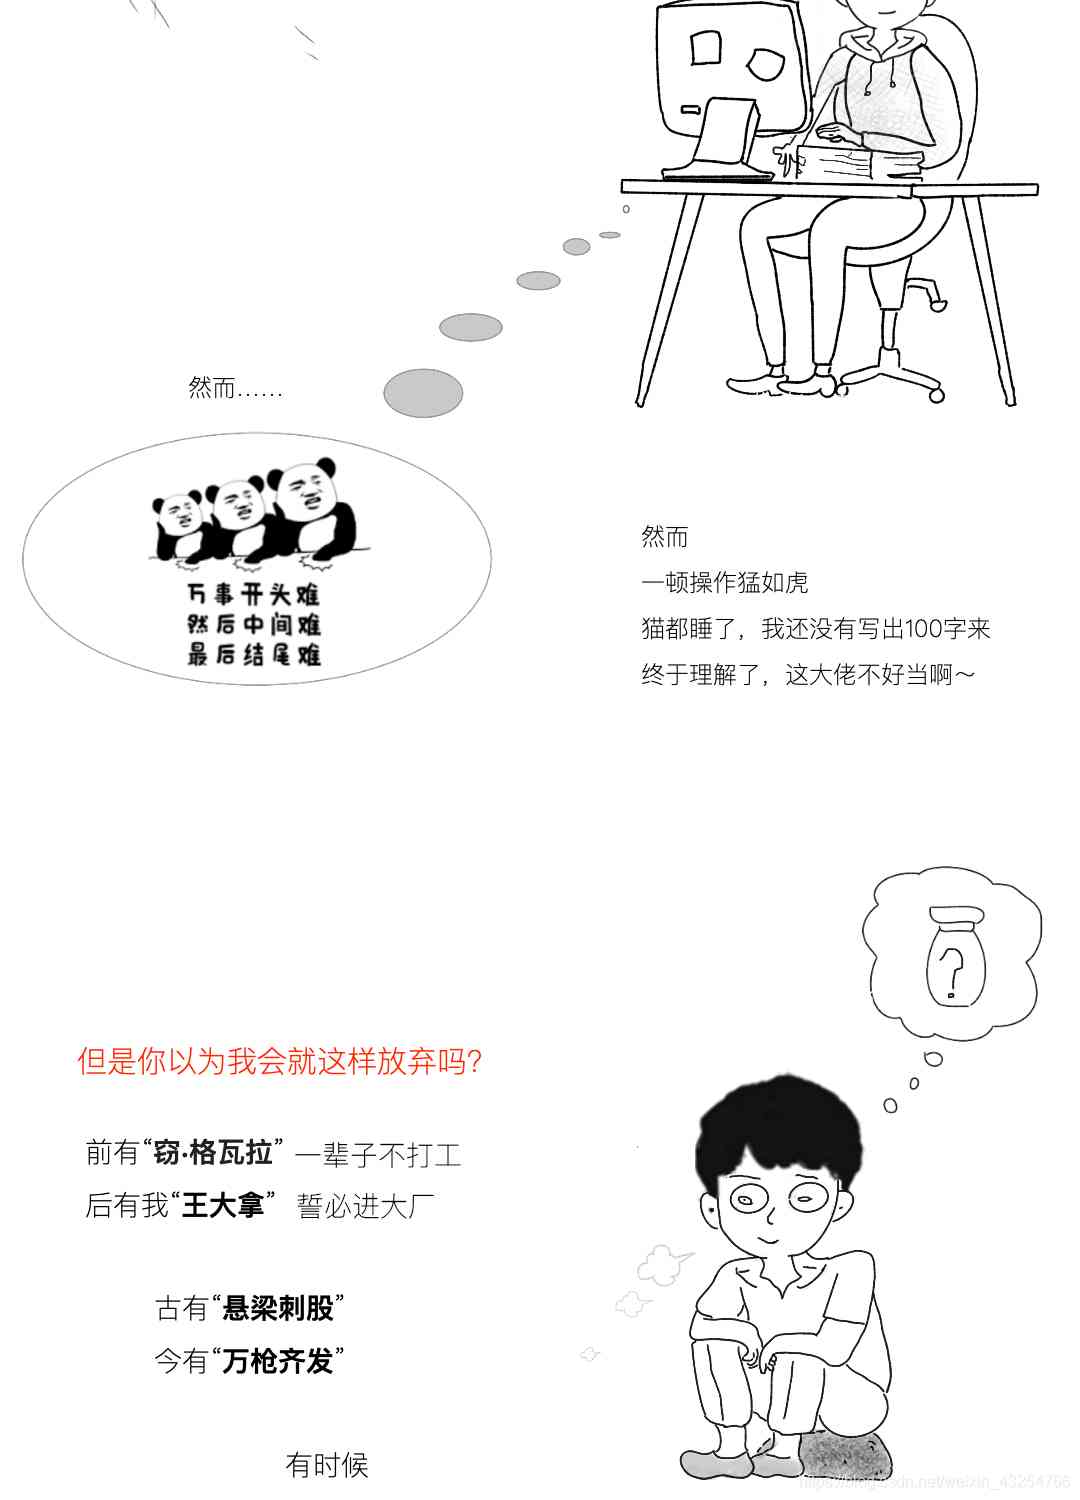 然而……
万事开头难
然后中间难
最后结尾难
然而
一顿操作猛如虎
猫都睡了，我还没有写出100字来
终于理解了，这大佬不好当啊～
?
但是你以为我会就这样放弃吗？
前有“窃·格瓦拉” 一辈子不打工
后有我“王大拿” 誓必进大厂
古有“悬梁刺股”
今有“万枪齐发”
有时候
https://blog.csdn.net/weixin_43254766